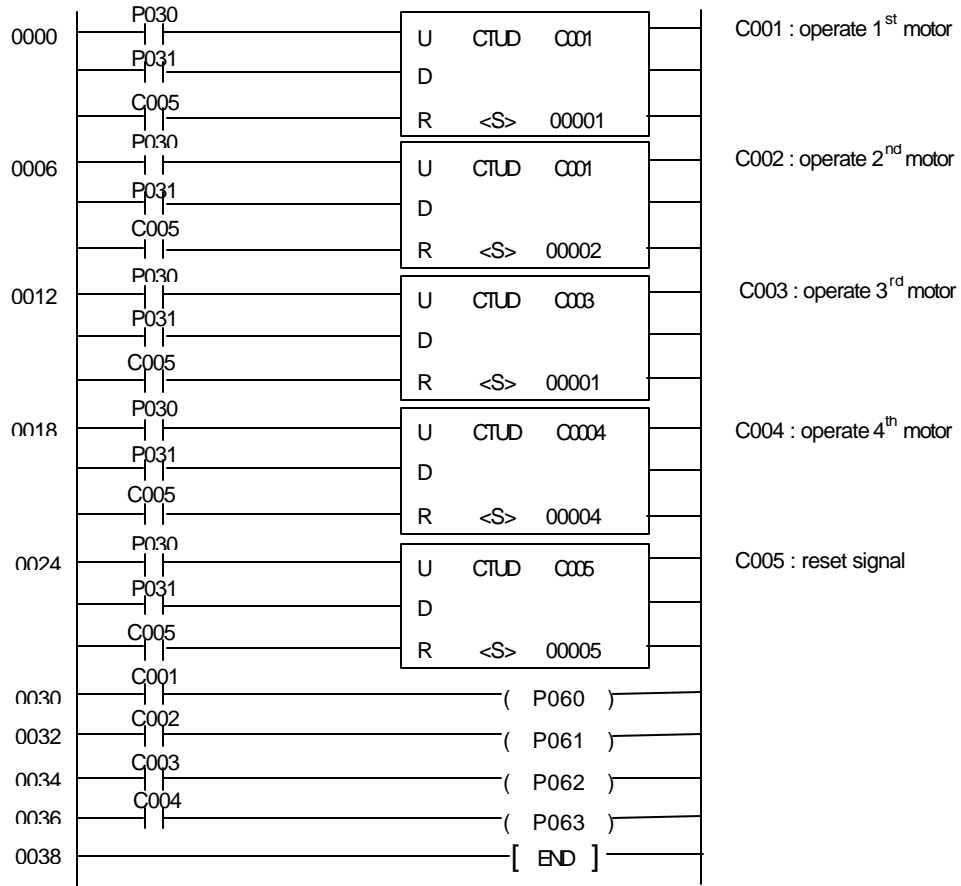 P030
0000 U CTUD C001 C001 : operate 1st motor
P031
D
C005
R <S> 00001
P030
0006 U CTUD C001 C002 : operate 2nd motor
P031
D
C005
R <S> 00002
P030
0012 U CTUD C003 C003 : operate 3rd motor
P031
D
C005
R <S> 00001
P030
0018 U CTUD C0004 C004 : operate 4th motor
P031
D
C005
R <S> 00004
P030
0024 U CTUD C005 C005 : reset signal
P031
D
C005
R <S> 00005
C001
0030 ( P060 )
C002
0032 ( P061 )
C003
0034 ( P062 )
C004
0036 ( P063 )
0038 [ END ]